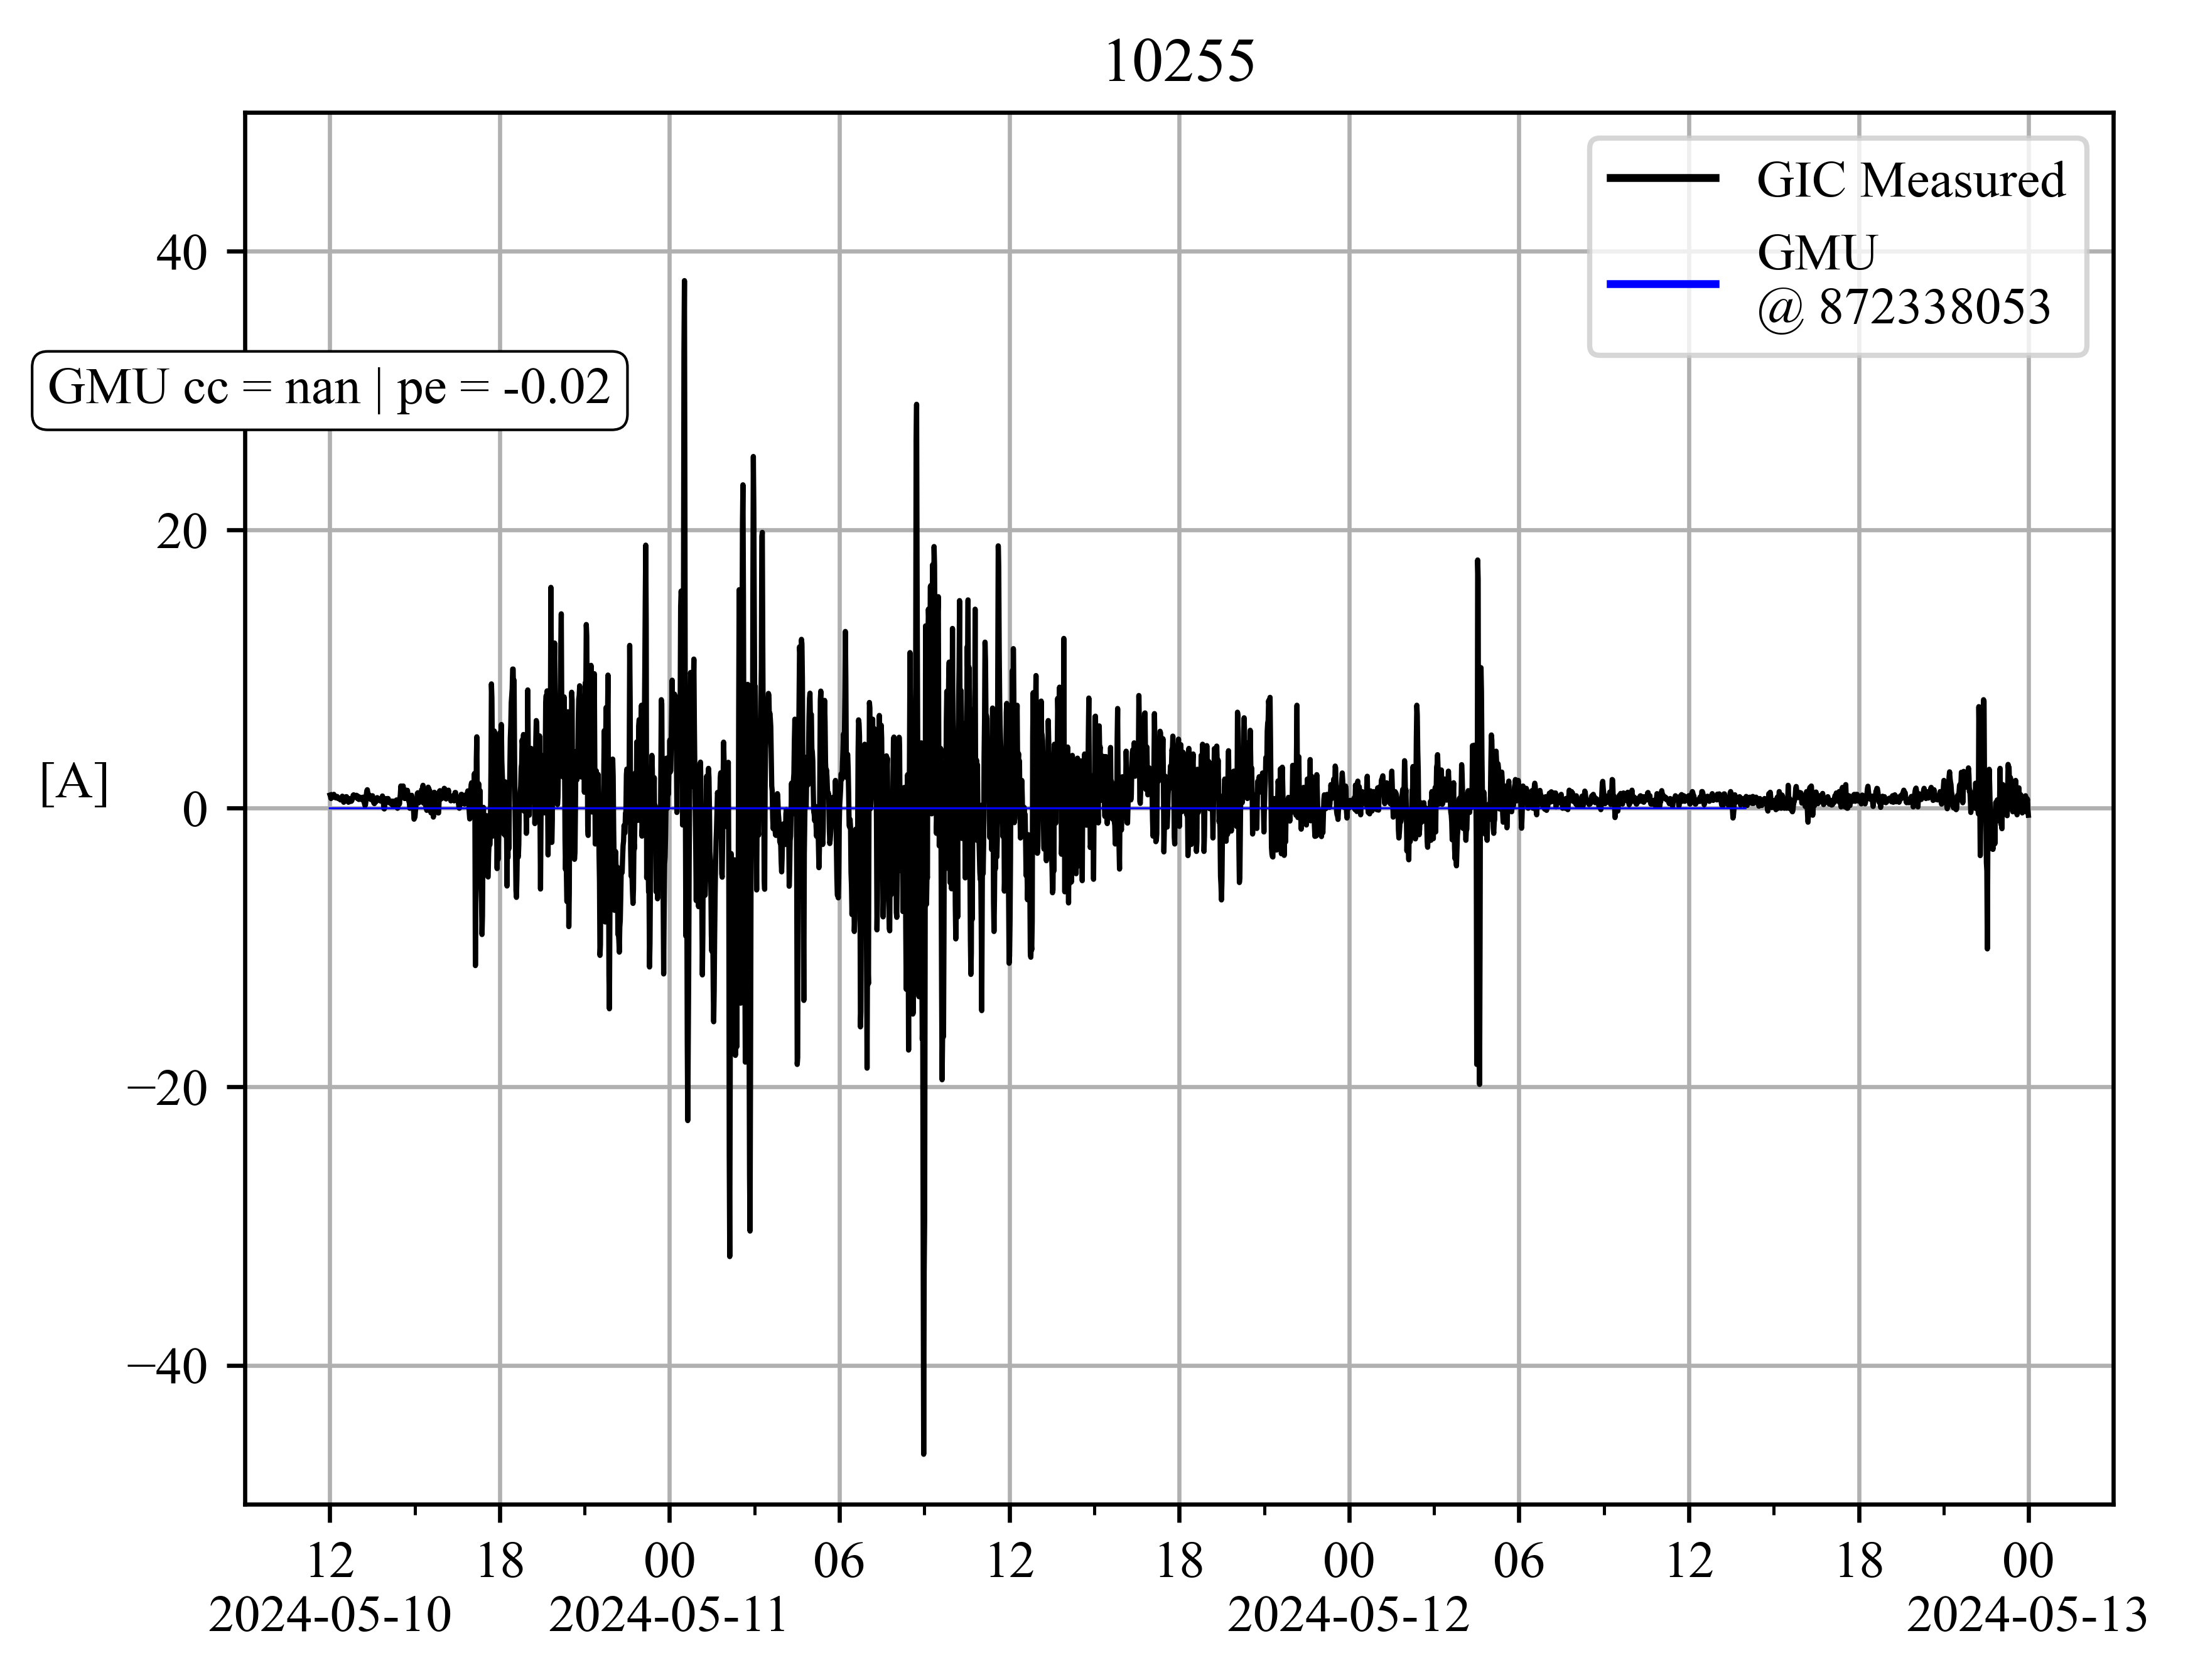 10255
GIC Measured
GMU
@ 872338053
GMU cc = nan | pe = -0.02
40
20
[A]
0
−20
−40
12 18 00 06 12 18 00 06 12 18 00
2024-05-10 2024-05-11 2024-05-12 2024-05-13